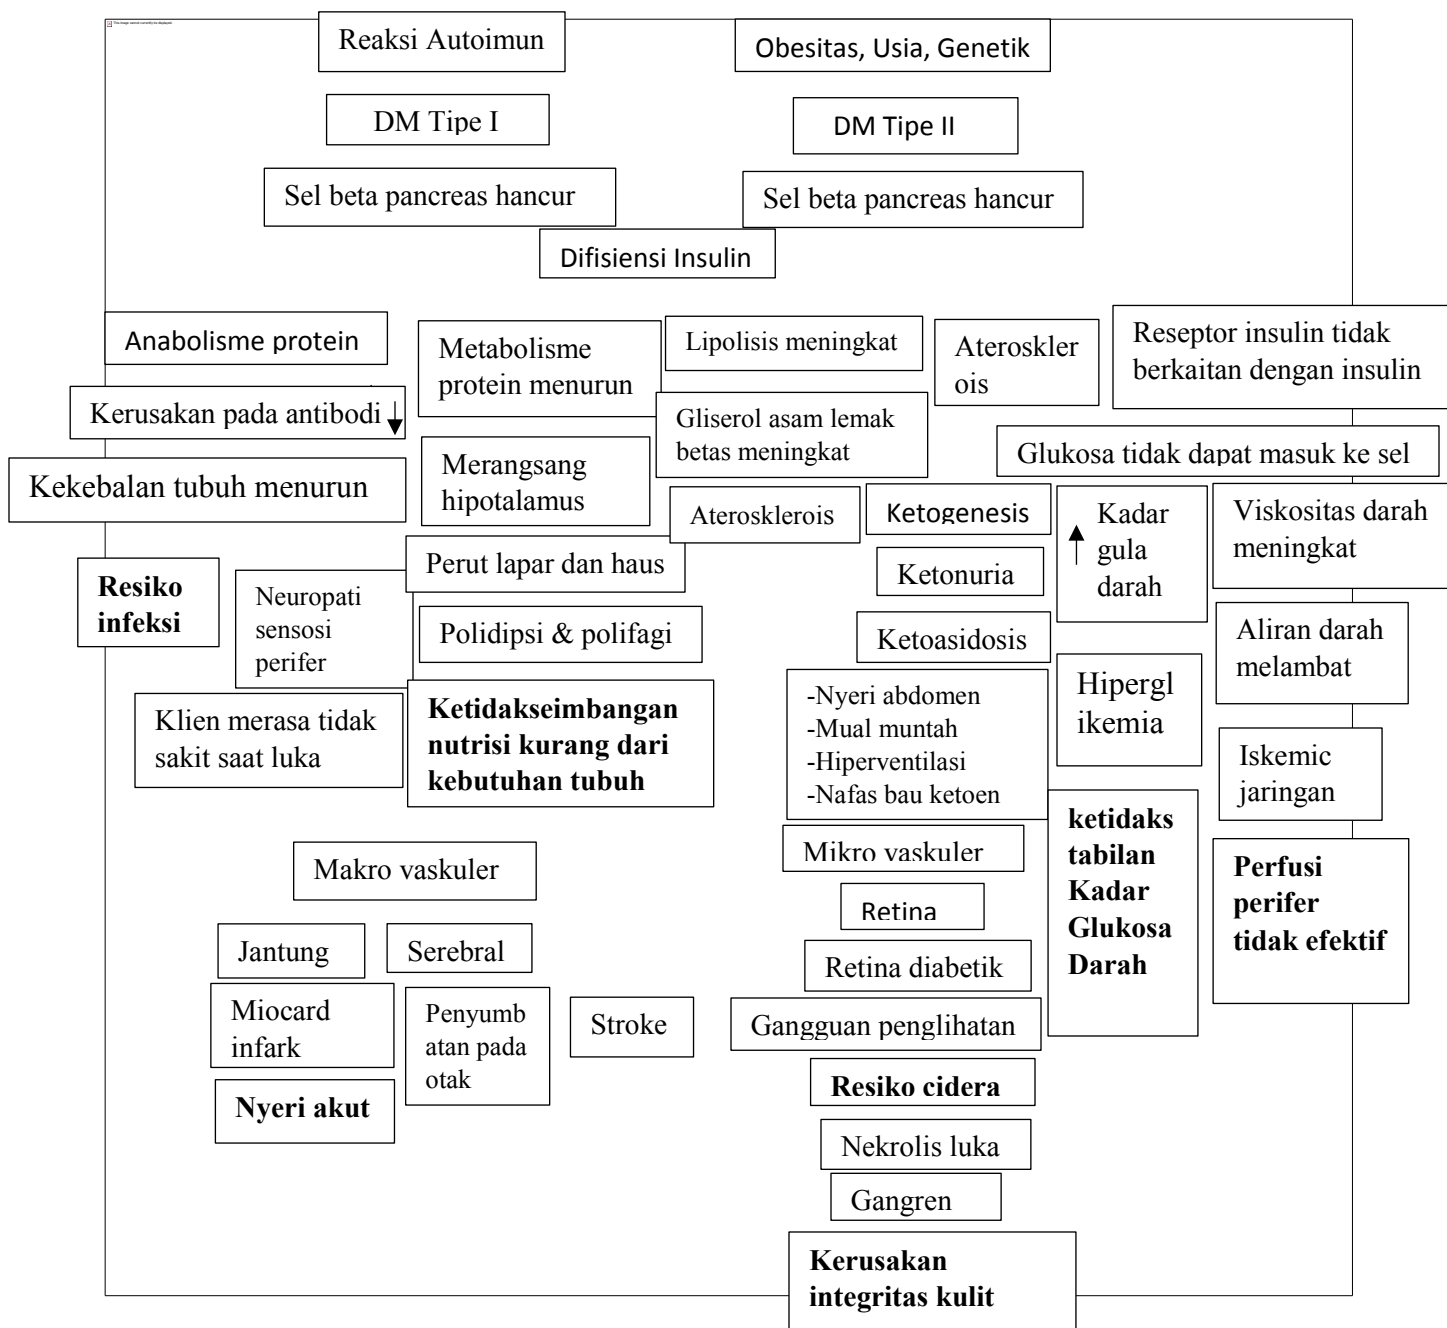 This image cannot currently be displayed.
Reaksi Autoimun
Obesitas, Usia, Genetik
DM Tipe I
DM Tipe II
Sel beta pancreas hancur
Sel beta pancreas hancur
Difisiensi Insulin
Anabolisme protein
Metabolisme
protein menurun
Lipolisis meningkat
Ateroskler
ois
Reseptor insulin tidak
berkaitan dengan insulin
Kerusakan pada antibodi
Gliserol asam lemak
betas meningkat
Glukosa tidak dapat masuk ke sel
Kekebalan tubuh menurun
Merangsang
hipotalamus
Aterosklerois
Ketogenesis
Kadar
gula
darah
Viskositas darah
meningkat
Resiko
infeksi
Neuropati
sensosi
perifer
Perut lapar dan haus
Ketonuria
Polidipsi & polifagi
Ketoasidosis
Aliran darah
melambat
Klien merasa tidak
sakit saat luka
Ketidakseimbangan
nutrisi kurang dari
kebutuhan tubuh
-Nyeri abdomen
-Mual muntah
-Hiperventilasi
-Nafas bau ketoen
Hipergl
ikemia
Iskemic
jaringan
Makro vaskuler
Mikro vaskuler
ketidaks
tabilan
Kadar
Glukosa
Darah
Perfusi
perifer
tidak efektif
Retina
Jantung
Serebral
Retina diabetik
Miocard
infark
Penyumb
atan pada
otak
Stroke
Gangguan penglihatan
Nyeri akut
Resiko cidera
Nekrolis luka
Gangren
Kerusakan
integritas kulit